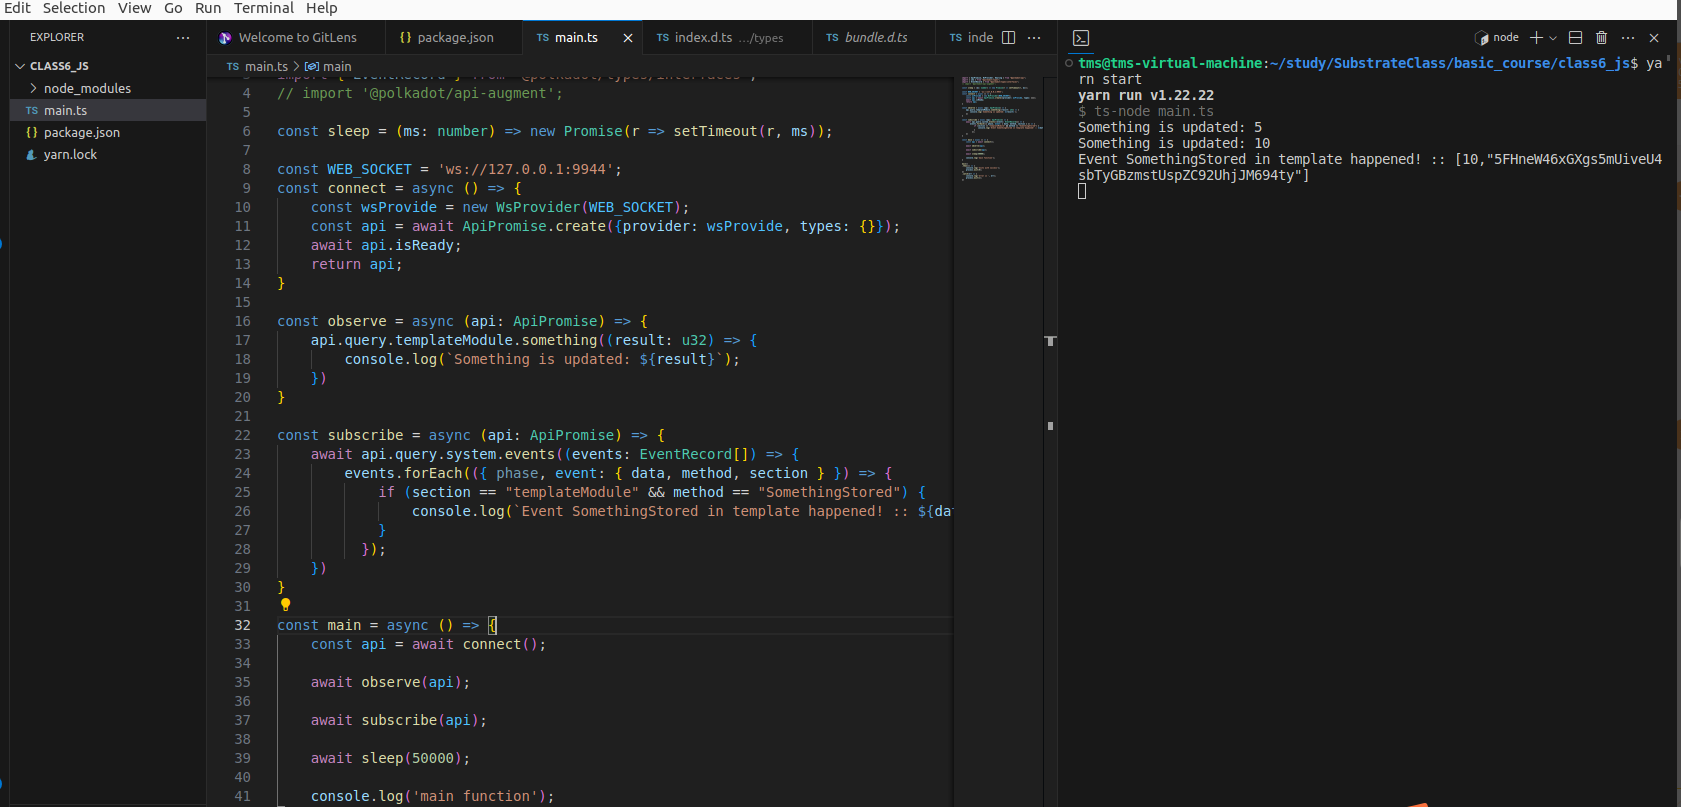 Edit Selection View Go Run Terminal Help
EXPLORER ···
CLASS6_JS
node_modules
TS main.ts
{} package.json
yarn.lock
Welcome to GitLens
{} package.json
TS main.ts
TS index.d.ts .../types
TS bundle.d.ts
TS inde
···
TS main.ts > main
3 import { EventRecord } from '@polkadot/types/interfaces';
4 // import '@polkadot/api-augment';
5
6 const sleep = (ms: number) => new Promise(r => setTimeout(r, ms));
7
8 const WEB_SOCKET = 'ws://127.0.0.1:9944';
9 const connect = async () => {
10 const wsProvide = new WsProvider(WEB_SOCKET);
11 const api = await ApiPromise.create({provider: wsProvide, types: {}});
12 await api.isReady;
13 return api;
14 }
15
16 const observe = async (api: ApiPromise) => {
17 api.query.templateModule.something((result: u32) => {
18 console.log(`Something is updated: ${result}`);
19 })
20 }
21
22 const subscribe = async (api: ApiPromise) => {
23 await api.query.system.events((events: EventRecord[]) => {
24 events.forEach(({ phase, event: { data, method, section } }) => {
25 if (section == "templateModule" && method == "SomethingStored") {
26 console.log(`Event SomethingStored in template happened! :: ${da
27 }
28 });
29 })
30 }
31
32 const main = async () => {
33 const api = await connect();
34
35 await observe(api);
36
37 await subscribe(api);
38
39 await sleep(50000);
40
41 console.log('main function');
node ···
tms@tms-virtual-machine:~/study/SubstrateClass/basic_course/class6_js$ ya
rn start
yarn run v1.22.22
$ ts-node main.ts
Something is updated: 5
Something is updated: 10
Event SomethingStored in template happened! :: [10,"5FHneW46xGXgs5mUiveU4
sbTyGBzmstUspZC92UhjJM694ty"]